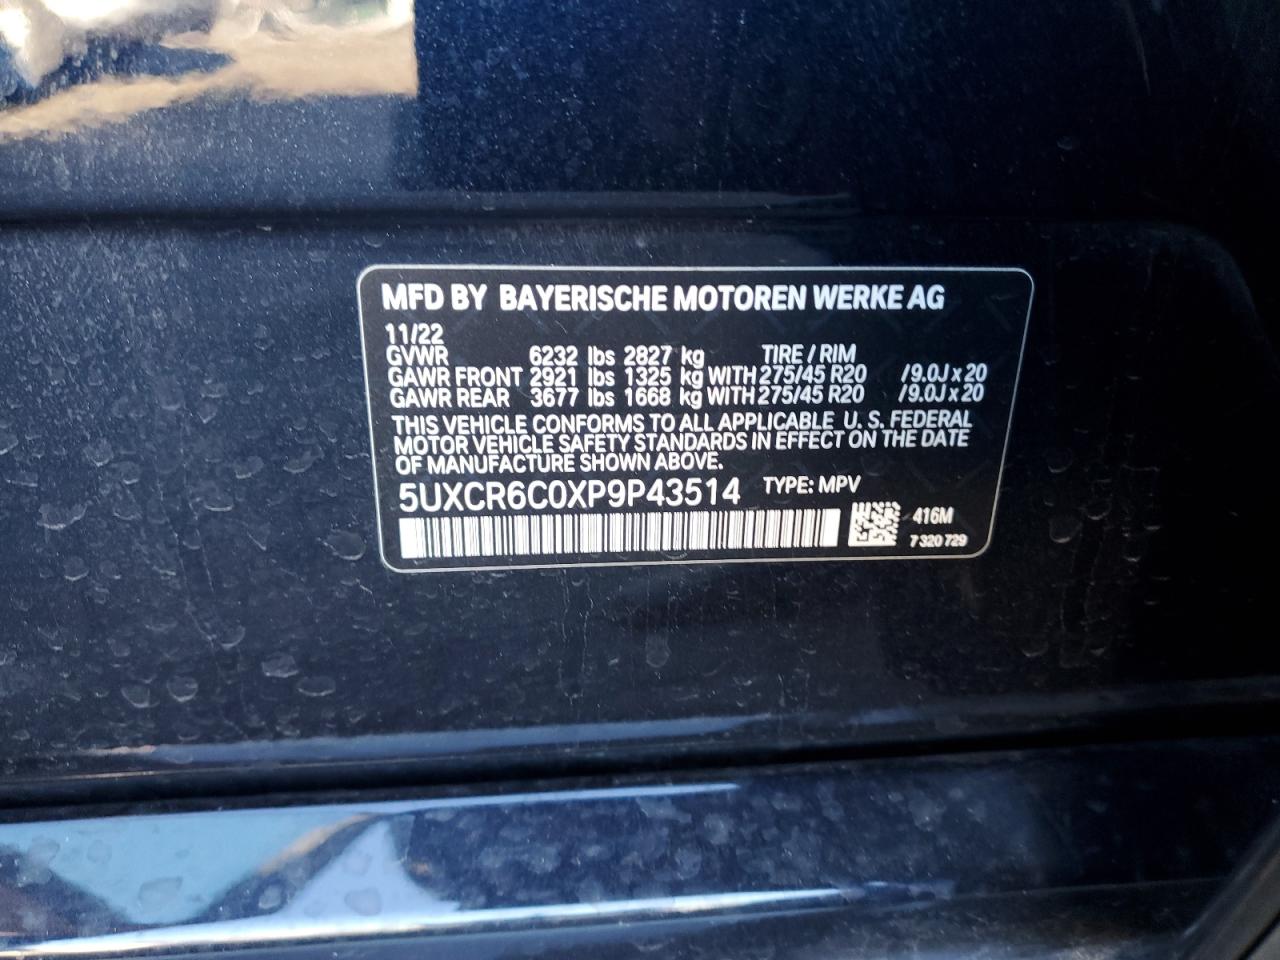 MFD BY BAYERISCHE MOTOREN WERKE AG
11/22
GVWR 6232 lbs 2827 kg TIRE / RIM
GAWR FRONT 2921 lbs 1325 kg WITH 275/45 R20 /9.0J x 20
GAWR REAR 3677 lbs 1668 kg WITH 275/45 R20 /9.0J x 20
THIS VEHICLE CONFORMS TO ALL APPLICABLE U. S. FEDERAL
MOTOR VEHICLE SAFETY STANDARDS IN EFFECT ON THE DATE
OF MANUFACTURE SHOWN ABOVE.
5UXCR6C0XP9P43514 TYPE: MPV
416M
7 320 729